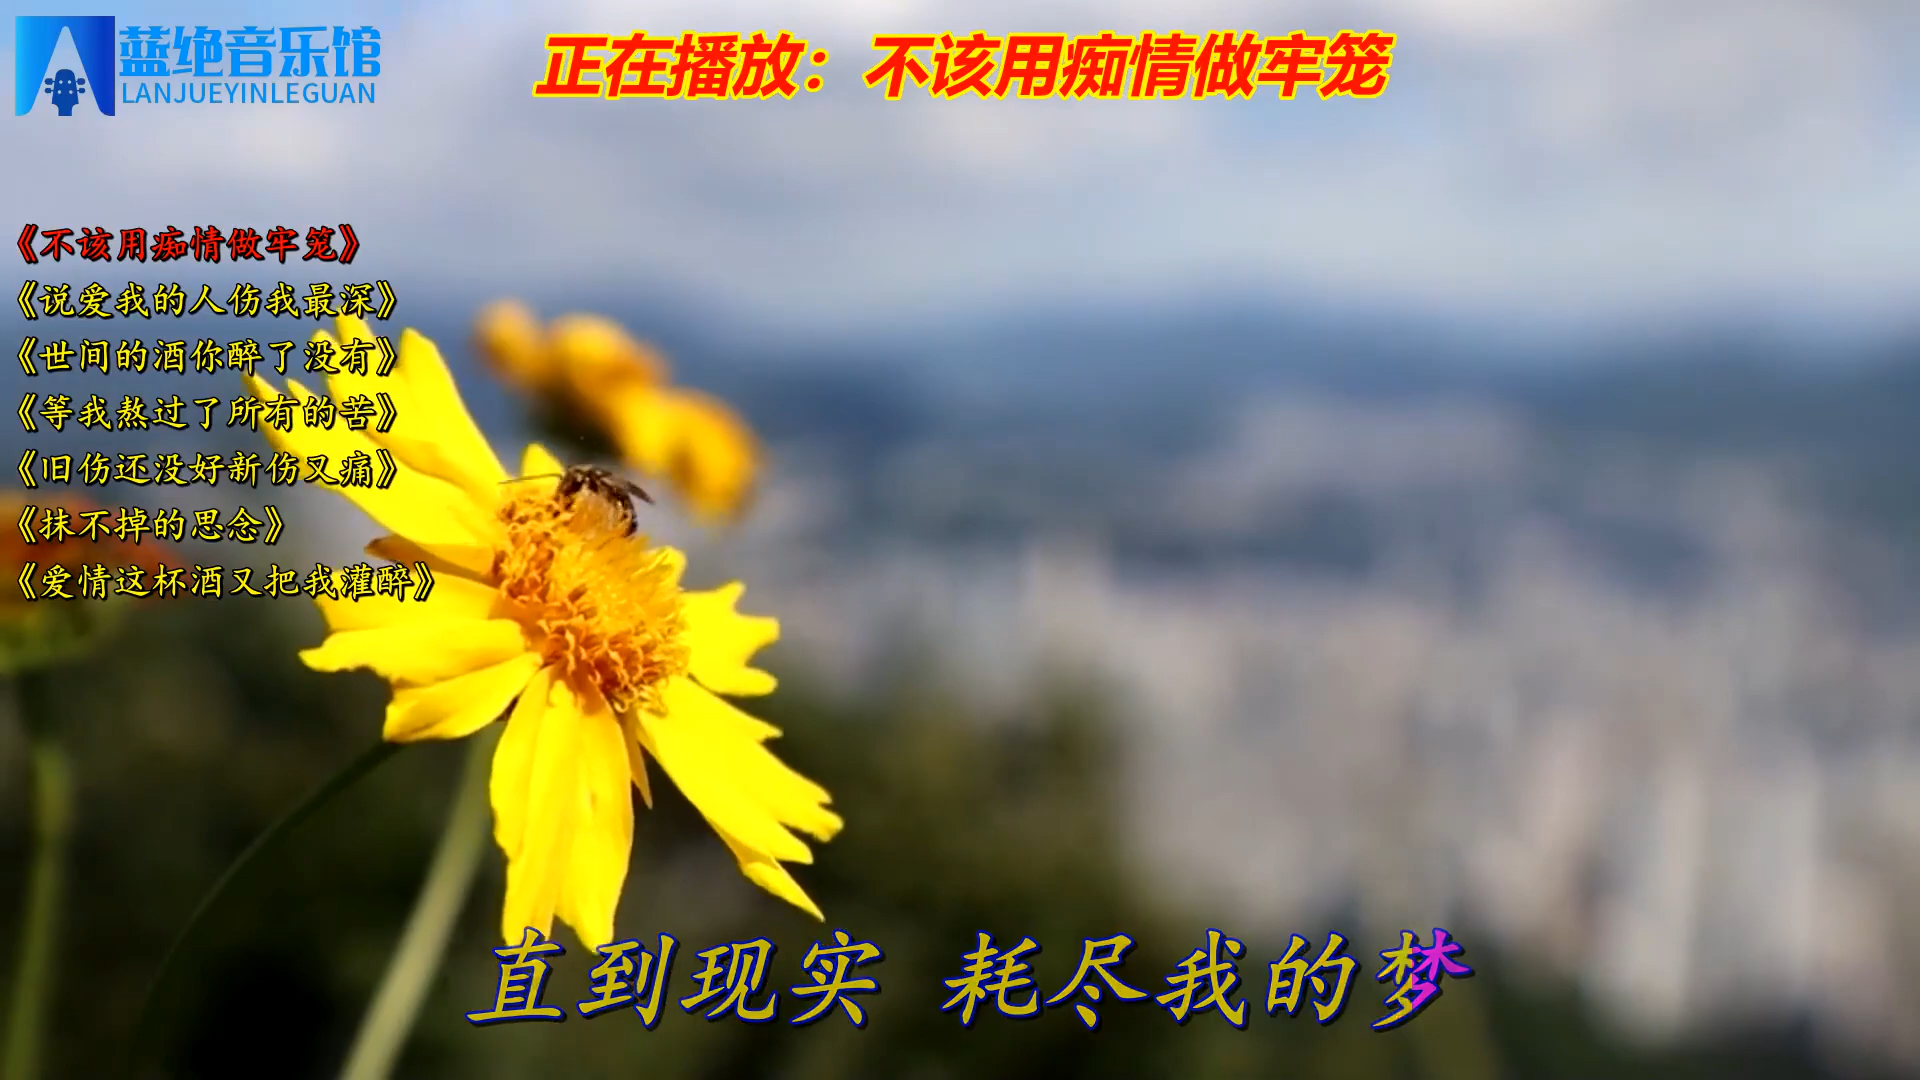 蓝绝音乐馆
LANJUEYINLEGUAN
正在播放：不该用痴情做牢笼
《不该用痴情做牢笼》
《说爱我的人伤我最深》
《世间的酒你醉了没有》
《等我熬过了所有的苦》
《旧伤还没好新伤又痛》
《抹不掉的思念》
《爱情这杯酒又把我灌醉》
直到现实 耗尽我的梦